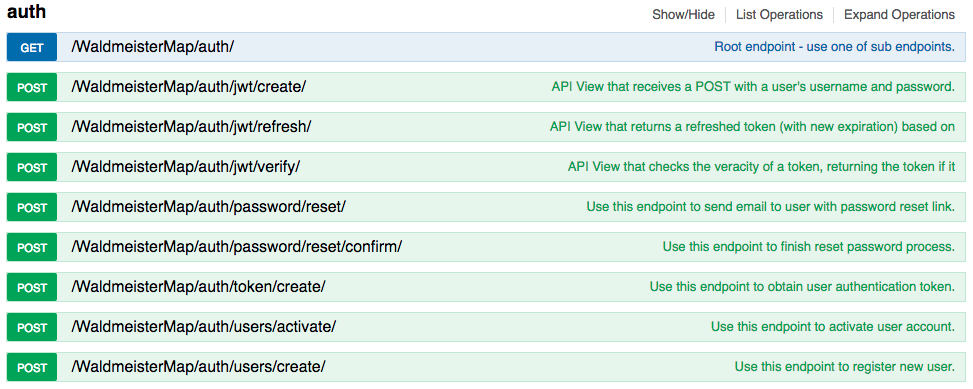 auth
Show/Hide List Operations Expand Operations
GET /WaldmeisterMap/auth/ Root endpoint - use one of sub endpoints.
POST /WaldmeisterMap/auth/jwt/create/ API View that receives a POST with a user's username and password.
POST /WaldmeisterMap/auth/jwt/refresh/ API View that returns a refreshed token (with new expiration) based on
POST /WaldmeisterMap/auth/jwt/verify/ API View that checks the veracity of a token, returning the token if it
POST /WaldmeisterMap/auth/password/reset/ Use this endpoint to send email to user with password reset link.
POST /WaldmeisterMap/auth/password/reset/confirm/ Use this endpoint to finish reset password process.
POST /WaldmeisterMap/auth/token/create/ Use this endpoint to obtain user authentication token.
POST /WaldmeisterMap/auth/users/activate/ Use this endpoint to activate user account.
POST /WaldmeisterMap/auth/users/create/ Use this endpoint to register new user.